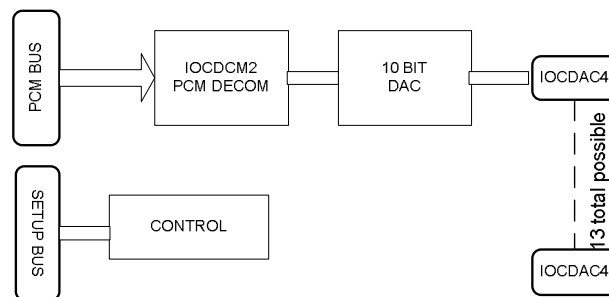 PCM BUS
IOCDCM2
PCM DECOM
10 BIT
DAC
IOCDAC4
13 total possible
SETUP BUS
CONTROL
IOCDAC4